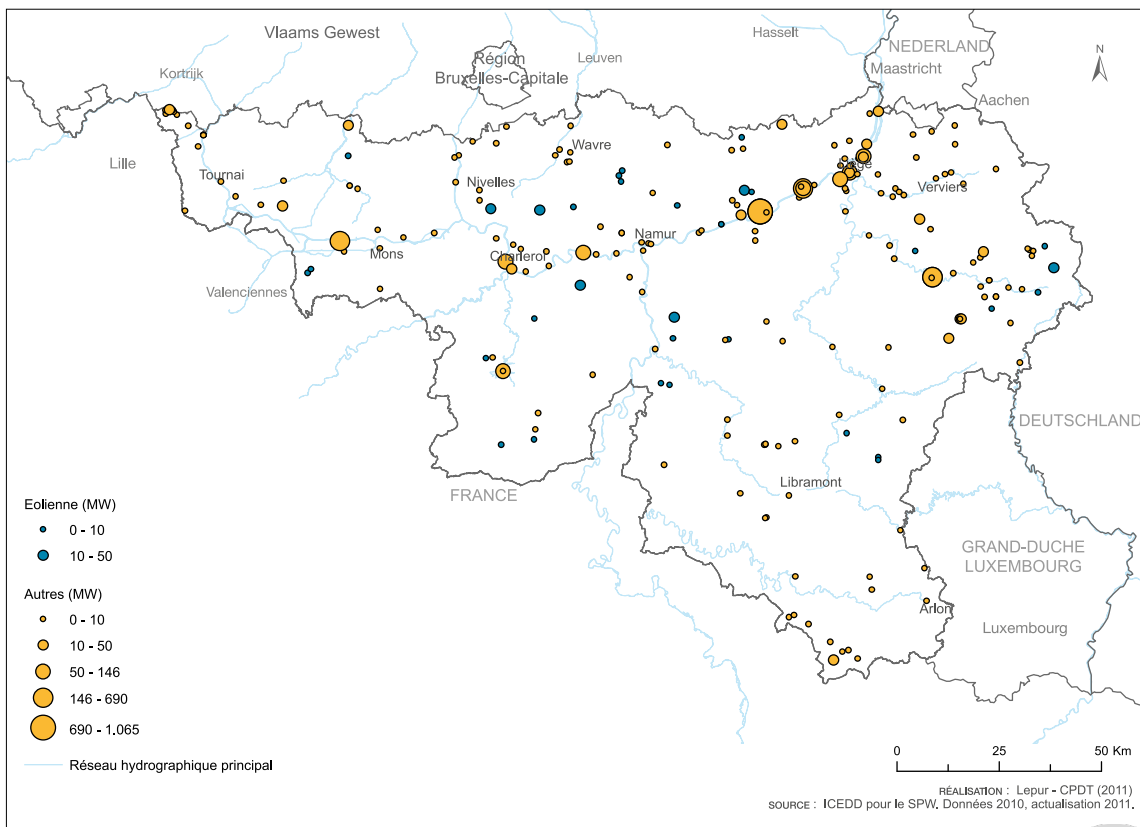 Vlaams Gewest
Hasselt
NEDERLAND
Maastricht
Région
Bruxelles-Capitale
Leuven
Kortrijk
N
Aachen
Lille
Wavre
Liège
Tournai
Nivelles
Verviers
Namur
Mons
Charleroi
Valenciennes
DEUTSCHLAND
FRANCE
Libramont
GRAND-DUCHE
LUXEMBOURG
Arlon
Luxembourg
Eolienne (MW)
0 - 10
10 - 50
Autres (MW)
0 - 10
10 - 50
50 - 146
146 - 690
690 - 1.065
Réseau hydrographique principal
0 25 50 Km
RÉALISATION : Lepur - CPDT (2011)
SOURCE : ICEDD pour le SPW, Données 2010, actualisation 2011.